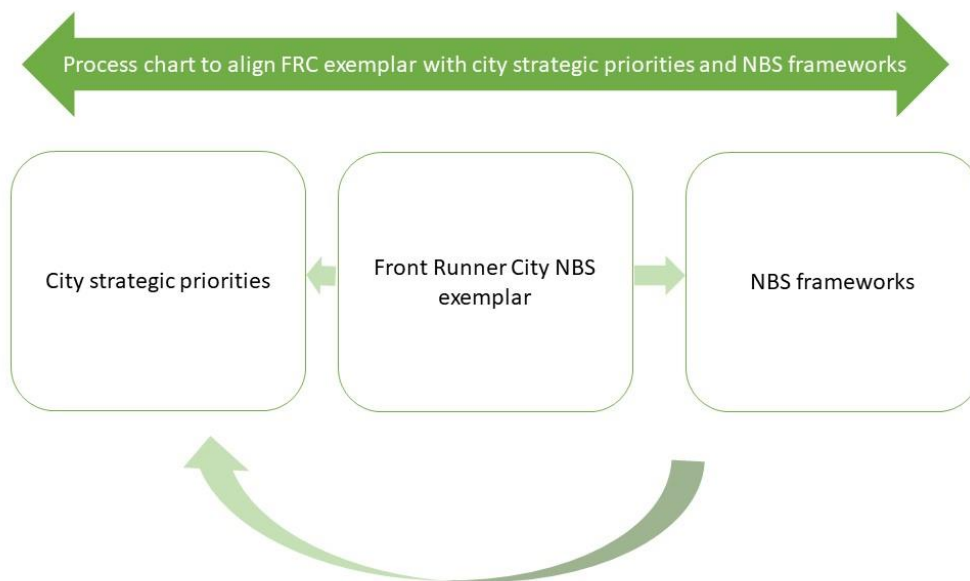 Process chart to align FRC exemplar with city strategic priorities and NBS frameworks
City strategic priorities
Front Runner City NBS
exemplar
NBS frameworks